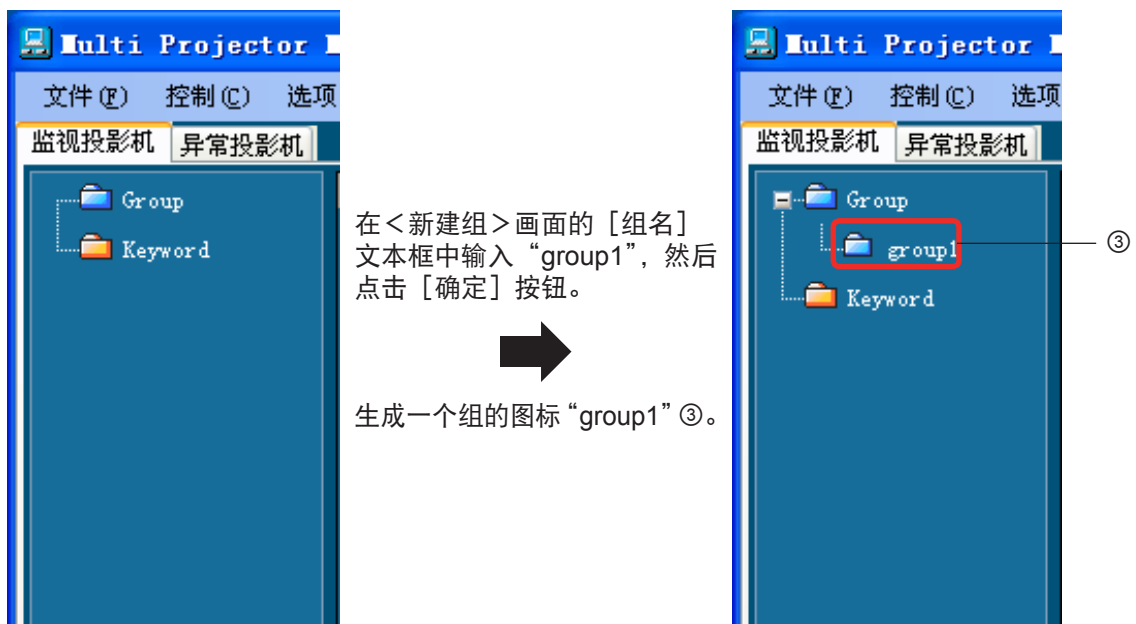 Multi Projector
文件(F) 控制(C) 选项
监视投影机 异常投影机
Group
Keyword
在＜新建组＞画面的［组名］
文本框中输入“group1”，然后
点击［确定］按钮。
生成一个组的图标“group1”③。
Multi Projector
文件(F) 控制(C) 选项
监视投影机 异常投影机
Group
group1
Keyword
③